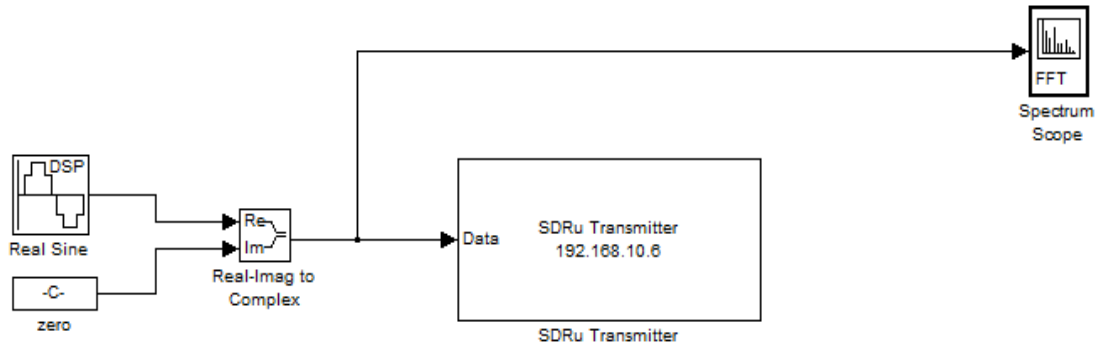 FFT
Spectrum
Scope
DSP
Real Sine
Re
Im
Real-Imag to
Complex
-C-
zero
Data
SDRu Transmitter
192.168.10.6
SDRu Transmitter